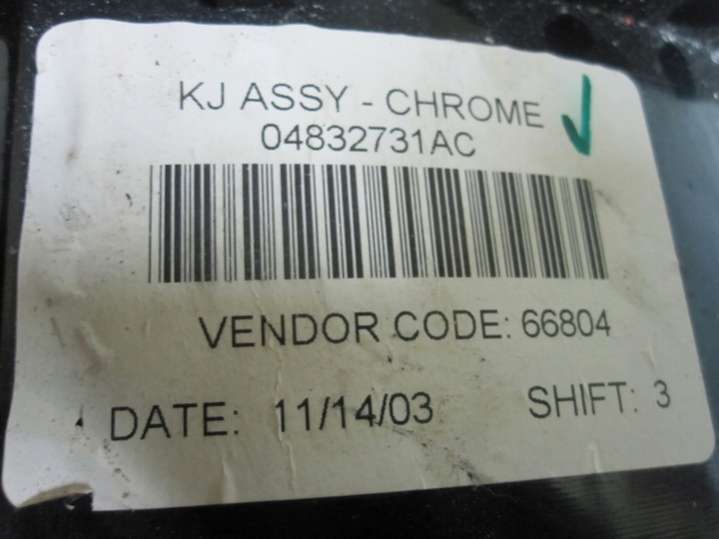 KJ ASSY - CHROME
04832731AC
VENDOR CODE: 66804
DATE: 11/14/03 SHIFT: 3